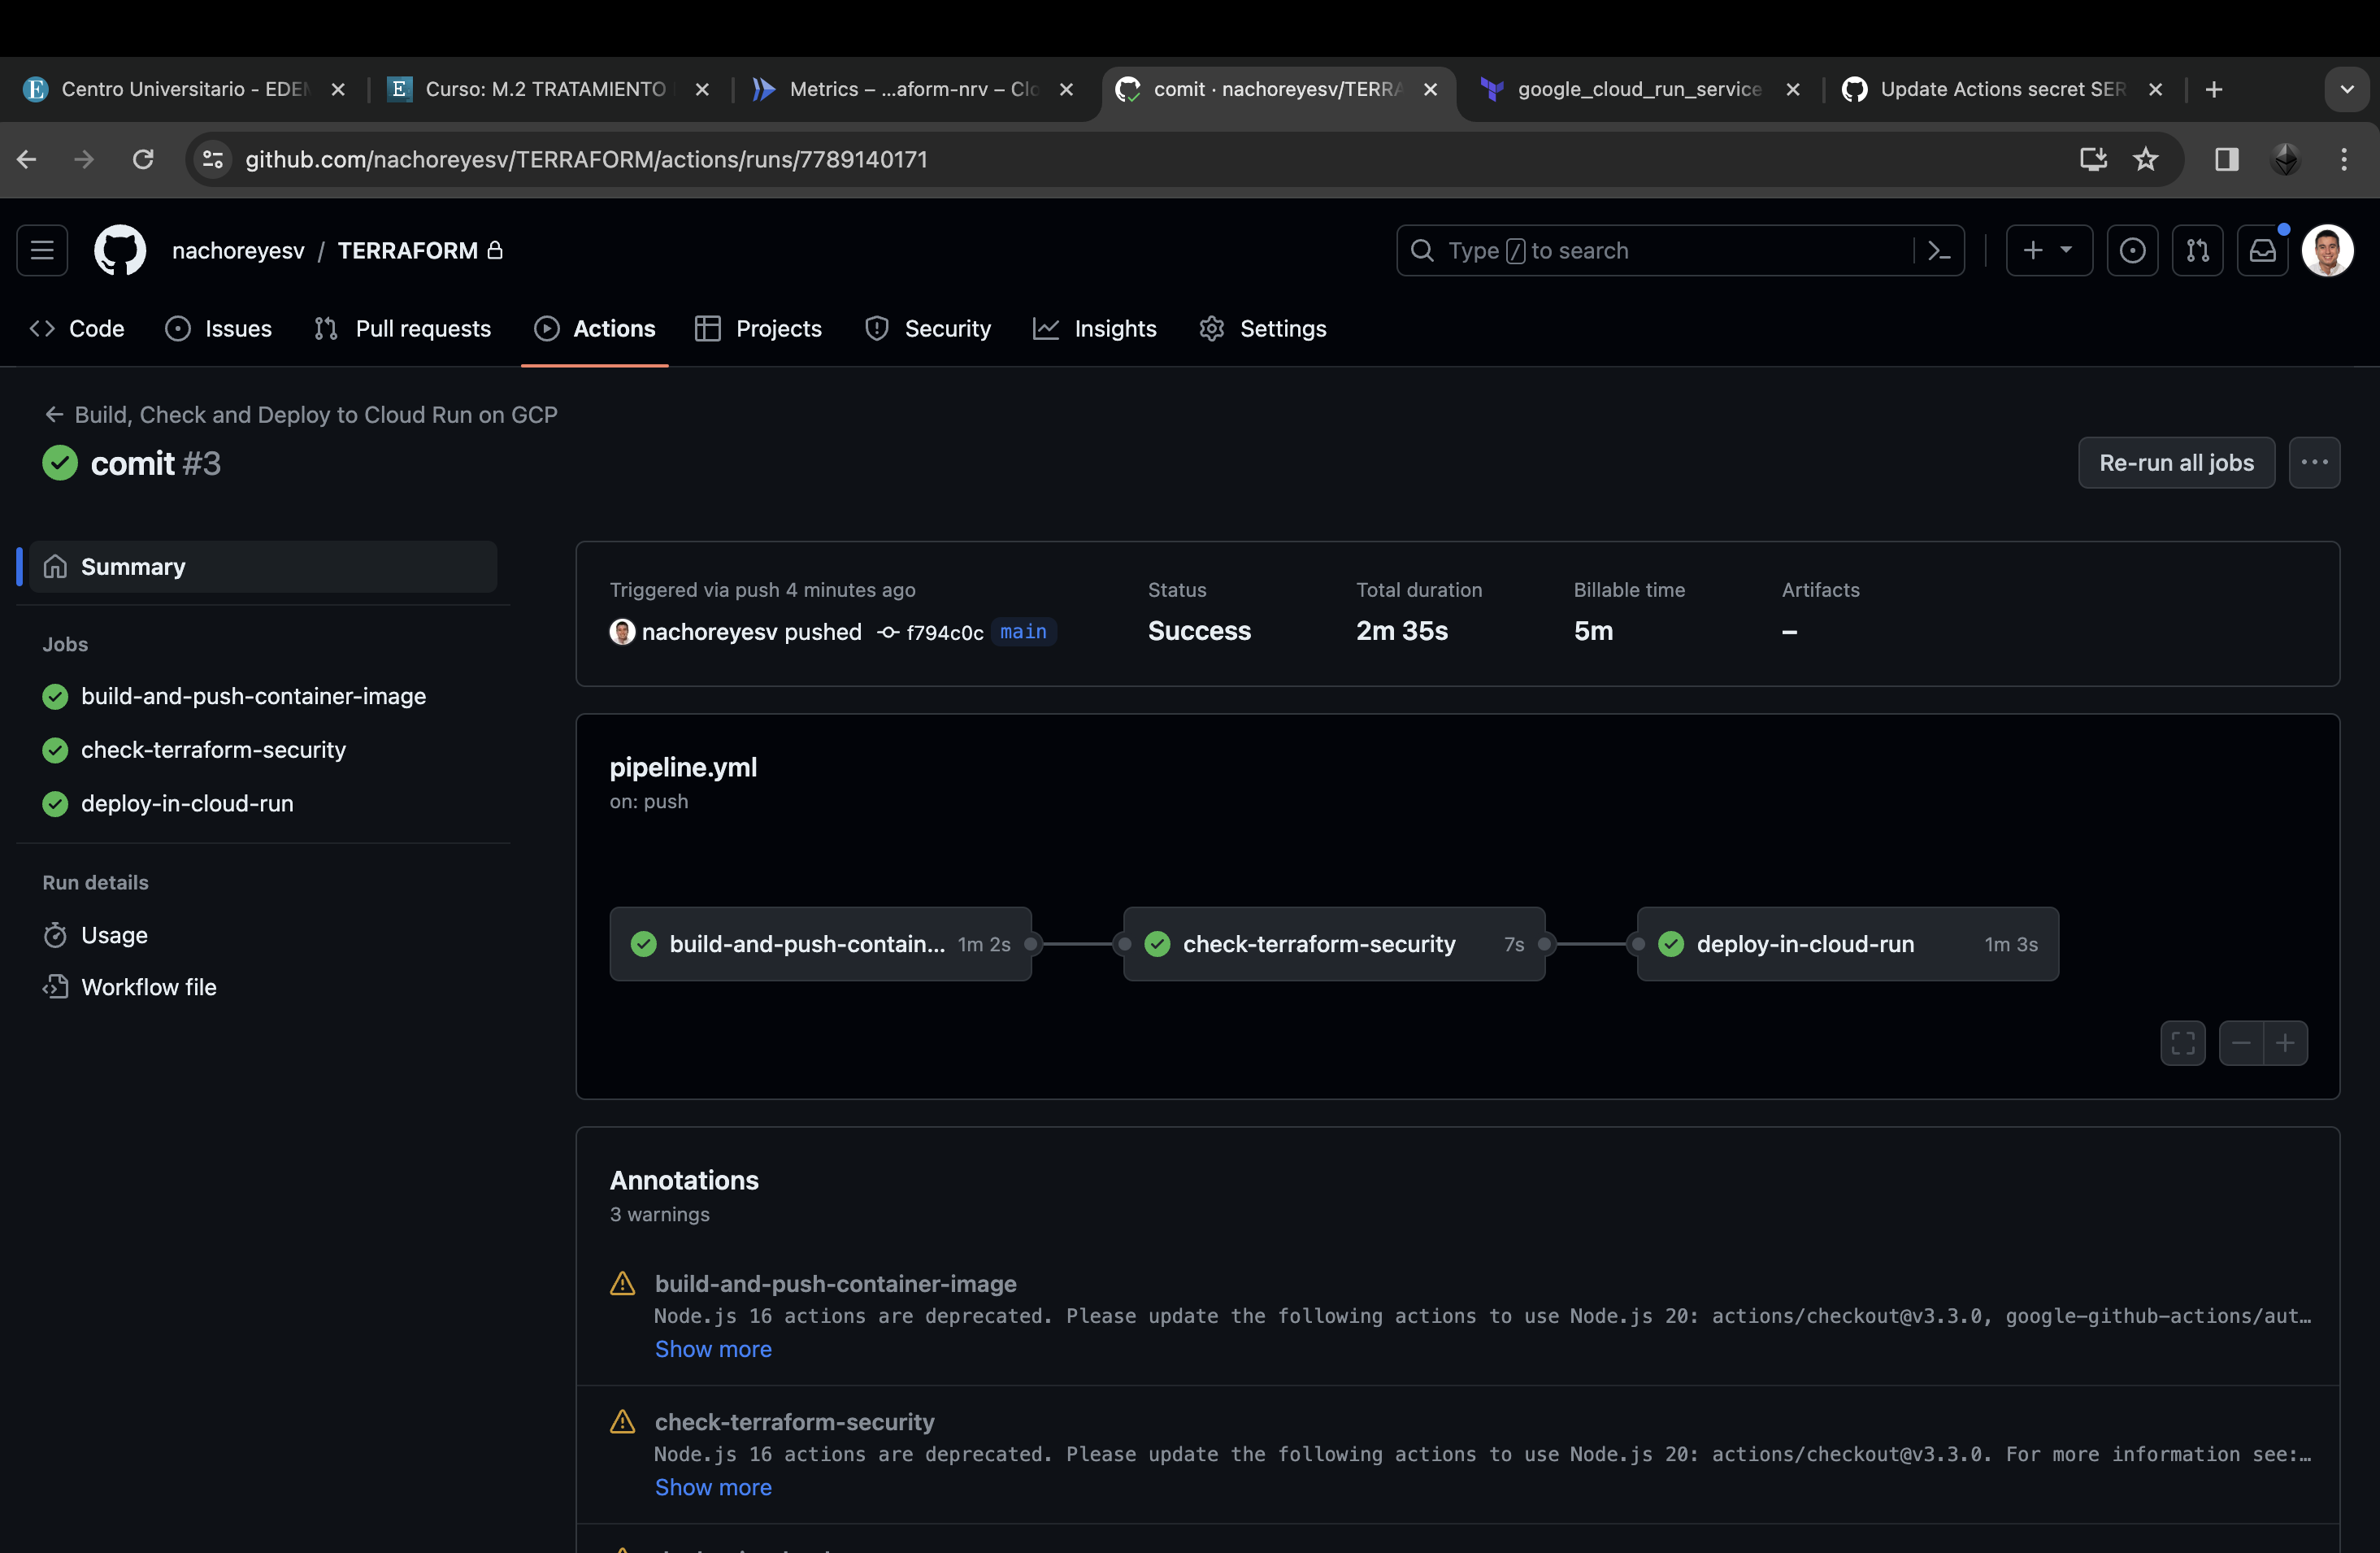 Centro Universitario - EDEM
Curso: M.2 TRATAMIENTO
Metrics – ...aform-nrv – Clo
comit · nachoreyesv/TERRA
google_cloud_run_service
Update Actions secret SER
github.com/nachoreyesv/TERRAFORM/actions/runs/7789140171
nachoreyesv / TERRAFORM
Type / to search
Code
Issues
Pull requests
Actions
Projects
Security
Insights
Settings
Build, Check and Deploy to Cloud Run on GCP
comit #3
Re-run all jobs
Summary
Jobs
build-and-push-container-image
check-terraform-security
deploy-in-cloud-run
Run details
Usage
Workflow file
Triggered via push 4 minutes ago
nachoreyesv pushed f794c0c main
Status
Success
Total duration
2m 35s
Billable time
5m
Artifacts
–
pipeline.yml
on: push
build-and-push-contain... 1m 2s
check-terraform-security 7s
deploy-in-cloud-run 1m 3s
Annotations
3 warnings
build-and-push-container-image
Node.js 16 actions are deprecated. Please update the following actions to use Node.js 20: actions/checkout@v3.3.0, google-github-actions/aut…
Show more
check-terraform-security
Node.js 16 actions are deprecated. Please update the following actions to use Node.js 20: actions/checkout@v3.3.0. For more information see:…
Show more